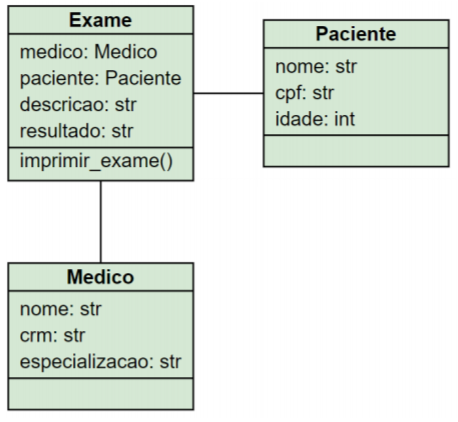 Exame
medico: Medico
paciente: Paciente
descricao: str
resultado: str
imprimir_exame()
Paciente
nome: str
cpf: str
idade: int
Medico
nome: str
crm: str
especializacao: str